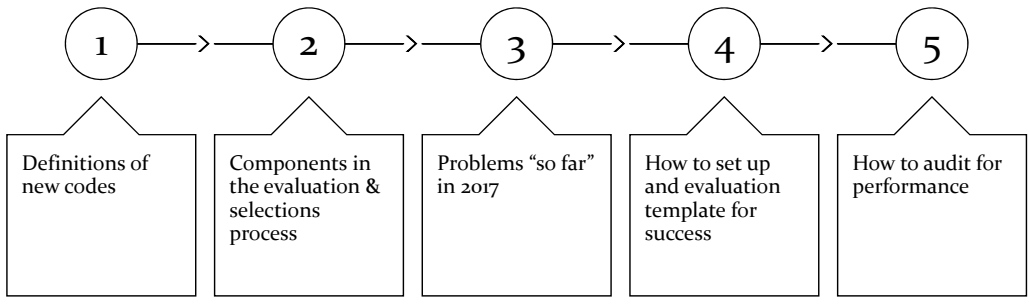 1
2
3
4
5
Definitions of
new codes
Components in
the evaluation &
selections
process
Problems “so far”
in 2017
How to set up
and evaluation
template for
success
How to audit for
performance